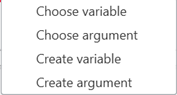 Choose variable
Choose argument
Create variable
Create argument